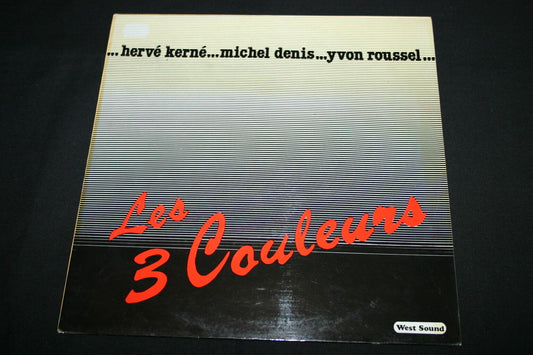 ...hervé kerné...michel denis...yvon roussel...
Les
3 Couleurs
West Sound